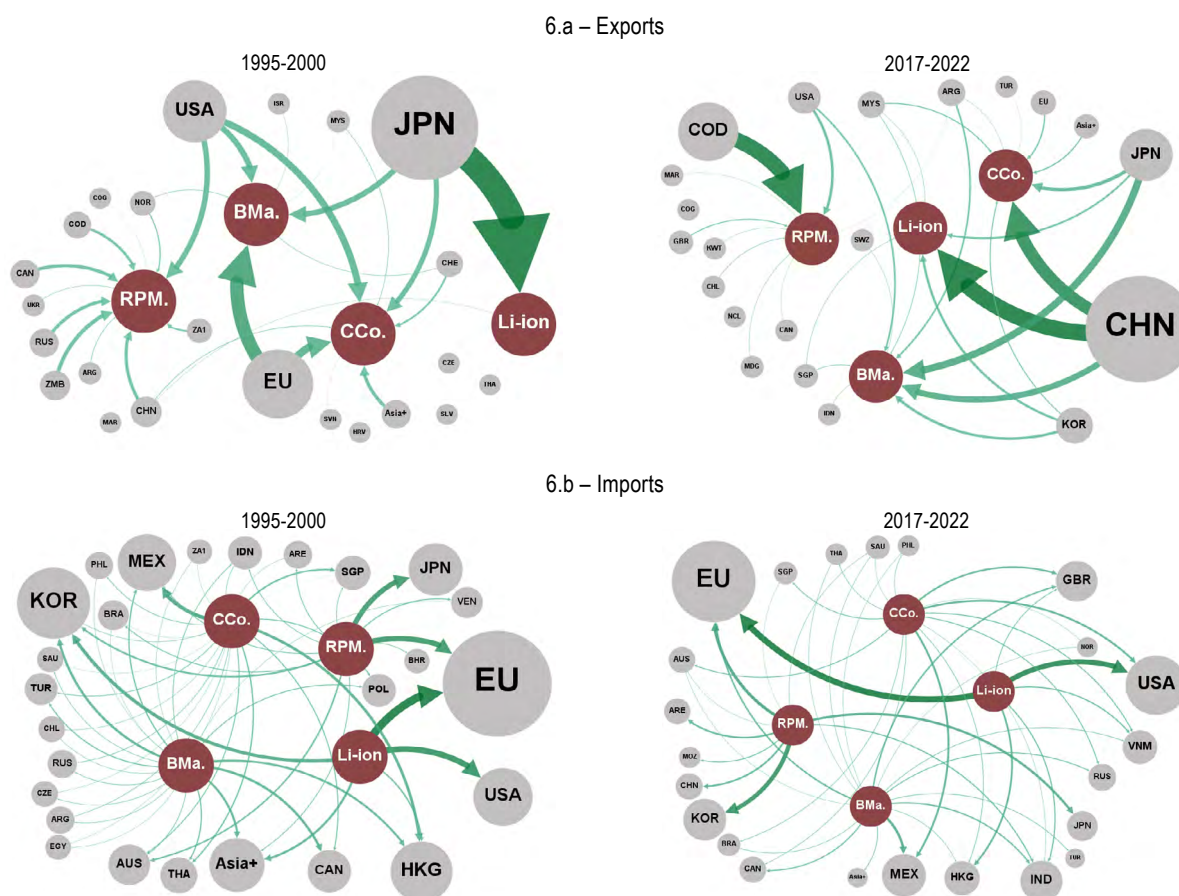 6.a – Exports
1995-2000
2017-2022
USA
ISR
MYS
JPN
BMa.
COG
NOR
COD
CAN
UKR
RPM.
RUS
ZA1
ZMB
ARG
MAR
CHN
EU
CCo.
CHE
Li-ion
CZE
THA
SVN
HRV
Asia+
SLV
COD
USA
MYS
ARG
TUR
EU
Asia+
JPN
MAR
CCo.
COG
GBR
RPM.
KWT
SWZ
Li-ion
CHL
NCL
CAN
CHN
MDG
SGP
BMa.
IDN
KOR
6.b – Imports
1995-2000
2017-2022
PHL
MEX
ZA1
IDN
ARE
SGP
JPN
KOR
BRA
CCo.
RPM.
VEN
SAU
BHR
EU
TUR
POL
CHL
RUS
BMa.
Li-ion
CZE
USA
ARG
EGY
AUS
THA
Asia+
CAN
HKG
EU
SGP
THA
SAU
PHL
GBR
CCo.
NOR
AUS
Li-ion
USA
ARE
RPM.
MOZ
VNM
CHN
RUS
KOR
BMa.
JPN
BRA
CAN
Asia+
MEX
HKG
IND
TUR